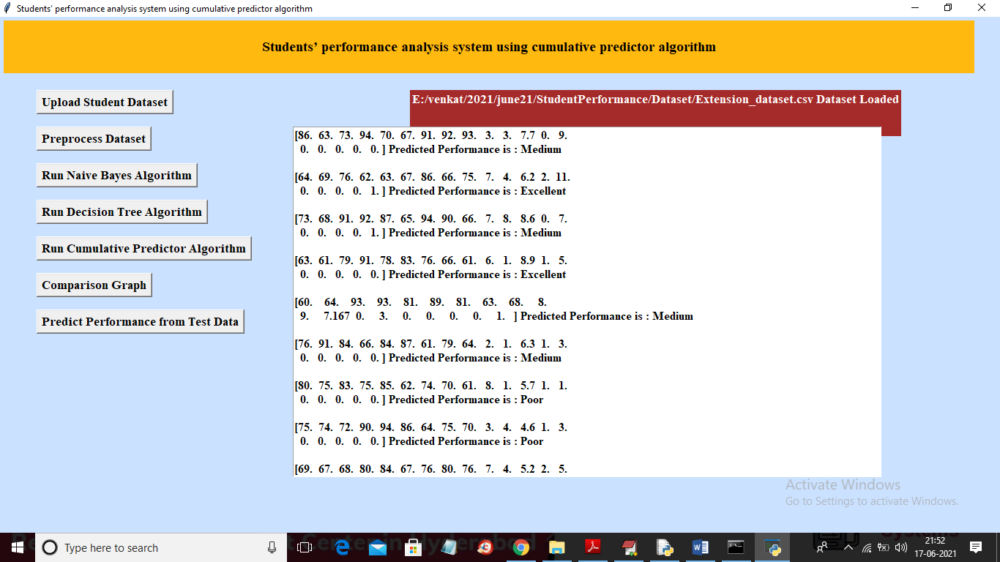 Students’ performance analysis system using cumulative predictor algorithm
Students’ performance analysis system using cumulative predictor algorithm
Upload Student Dataset
Preprocess Dataset
Run Naive Bayes Algorithm
Run Decision Tree Algorithm
Run Cumulative Predictor Algorithm
Comparison Graph
Predict Performance from Test Data
E:/venkat/2021/june21/StudentPerformance/Dataset/Extension_dataset.csv Dataset Loaded
[86. 63. 73. 94. 70. 67. 91. 92. 93. 3. 3. 7.7 0. 9.
0. 0. 0. 0. 0. ] Predicted Performance is : Medium
[64. 69. 76. 62. 63. 67. 86. 66. 75. 7. 4. 6.2 2. 11.
0. 0. 0. 0. 1. ] Predicted Performance is : Excellent
[73. 68. 91. 92. 87. 65. 94. 90. 66. 7. 8. 8.6 0. 7.
0. 0. 0. 0. 1. ] Predicted Performance is : Medium
[63. 61. 79. 91. 78. 83. 76. 66. 61. 6. 1. 8.9 1. 5.
0. 0. 0. 0. 0. ] Predicted Performance is : Excellent
[60. 64. 93. 93. 81. 89. 81. 63. 68. 8.
9. 7.167 0. 3. 0. 0. 0. 0. 1. ] Predicted Performance is : Medium
[76. 91. 84. 66. 84. 87. 61. 79. 64. 2. 1. 6.3 1. 3.
0. 0. 0. 0. 0. ] Predicted Performance is : Medium
[80. 75. 83. 75. 85. 62. 74. 70. 61. 8. 1. 5.7 1. 1.
0. 0. 0. 0. 0. ] Predicted Performance is : Poor
[75. 74. 72. 90. 94. 86. 64. 75. 70. 3. 4. 4.6 1. 3.
0. 0. 0. 0. 0. ] Predicted Performance is : Poor
[69. 67. 68. 80. 84. 67. 76. 80. 76. 7. 4. 5.2 2. 5.
Activate Windows
Go to Settings to activate Windows.
Type here to search
21:52
17-06-2021